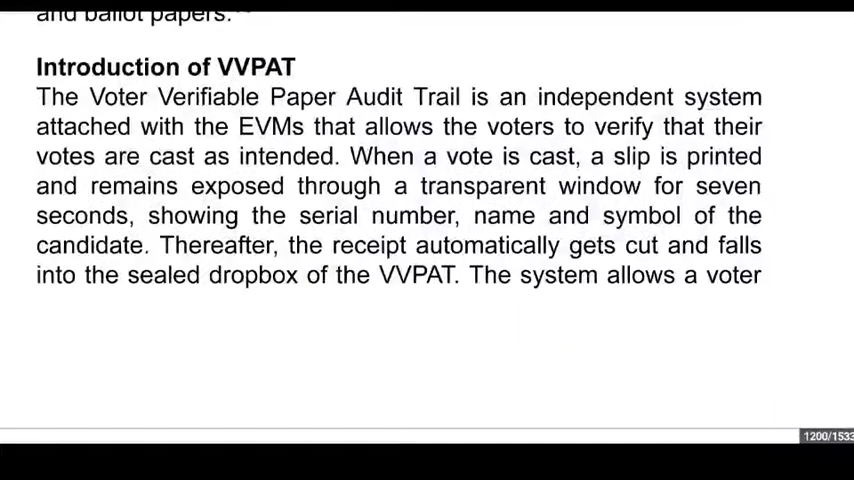 and ballot papers.
Introduction of VVPAT
The Voter Verifiable Paper Audit Trail is an independent system
attached with the EVMs that allows the voters to verify that their
votes are cast as intended. When a vote is cast, a slip is printed
and remains exposed through a transparent window for seven
seconds, showing the serial number, name and symbol of the
candidate. Thereafter, the receipt automatically gets cut and falls
into the sealed dropbox of the VVPAT. The system allows a voter
1200/1533